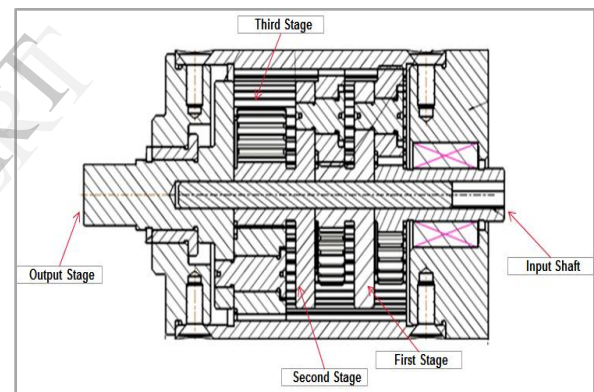 Third Stage
Output Stage
Input Shaft
First Stage
Second Stage